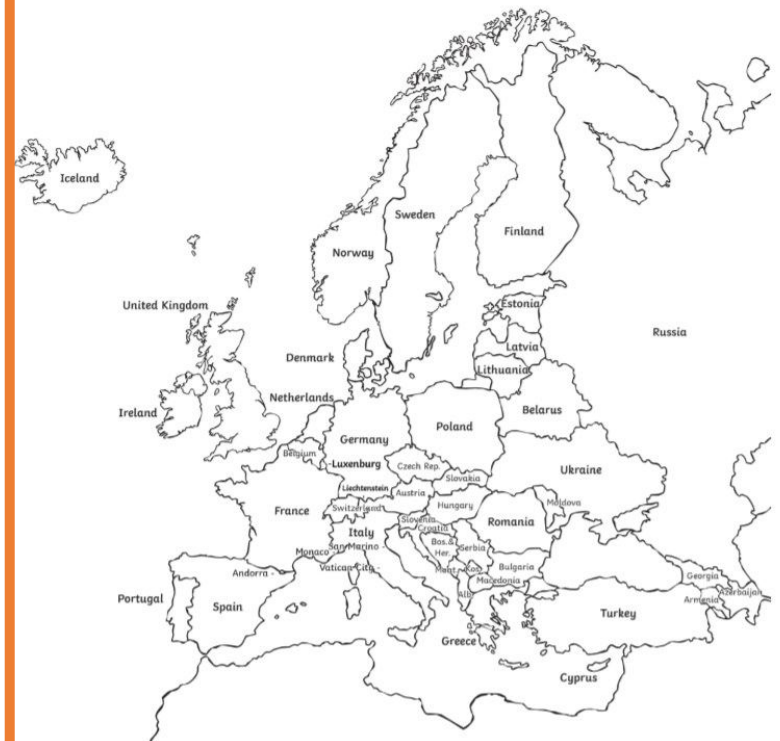 Iceland
Sweden
Finland
Norway
Estonia
United Kingdom
Russia
Latvia
Denmark
Lithuania
Netherlands
Belarus
Ireland
Poland
Germany
Belgium
Luxenburg
Czech Rep.
Ukraine
Slovakia
Liechtenstein
Austria
Moldova
Hungary
Switzerland
France
Slovenia
Romania
Croatia
Italy
Bos.&
Her.
San Marino -
Serbia
Monaco -
Vatican City -
Mont.
Kos.
Bulgaria
Andorra -
Georgia
Macedonia
Azerbaijan
Alb.
Armenia
Portugal
Spain
Turkey
Greece
Cyprus